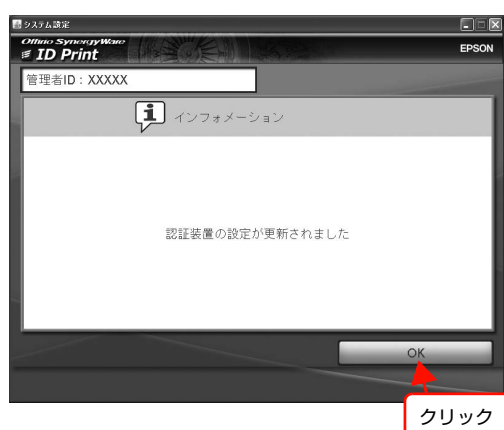 システム設定
Offirio SynergyWare
ID Print
EPSON
管理者ID：XXXXX
インフォメーション
認証装置の設定が更新されました
OK
クリック